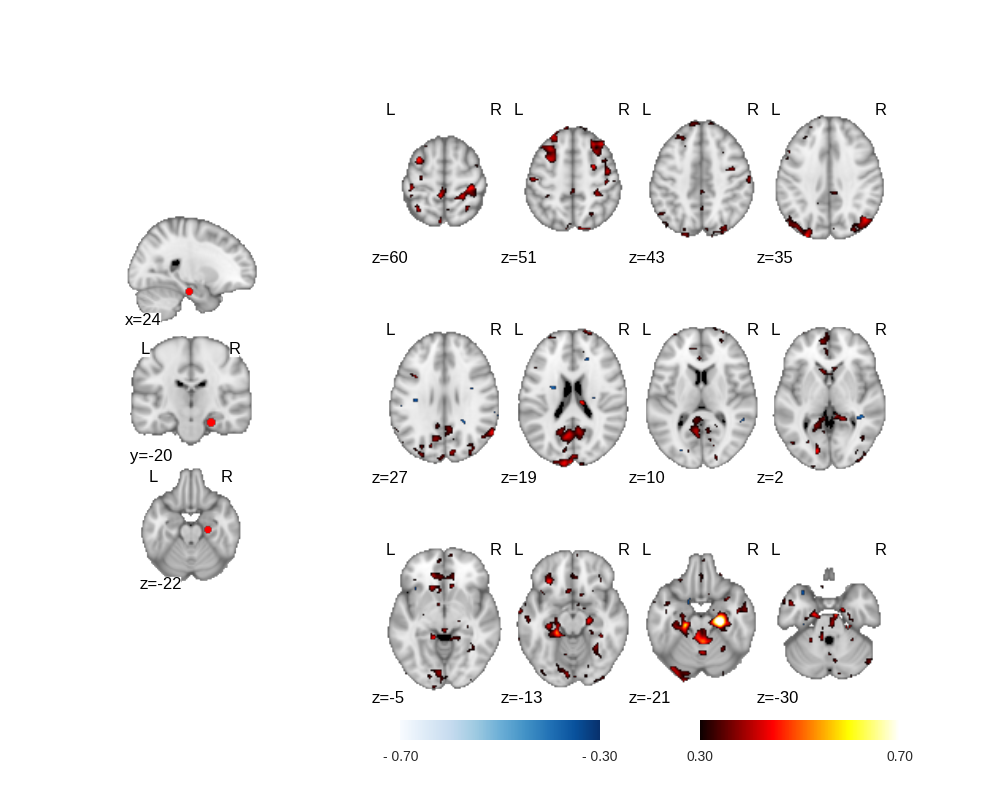 L R L R L R L R
z=60 z=51 z=43 z=35
x=24
L R
y=-20
L R
z=-22
L R L R L R L R
z=27 z=19 z=10 z=2
L R L R L R L R
z=-5 z=-13 z=-21 z=-30
- 0.70 - 0.30 0.30 0.70